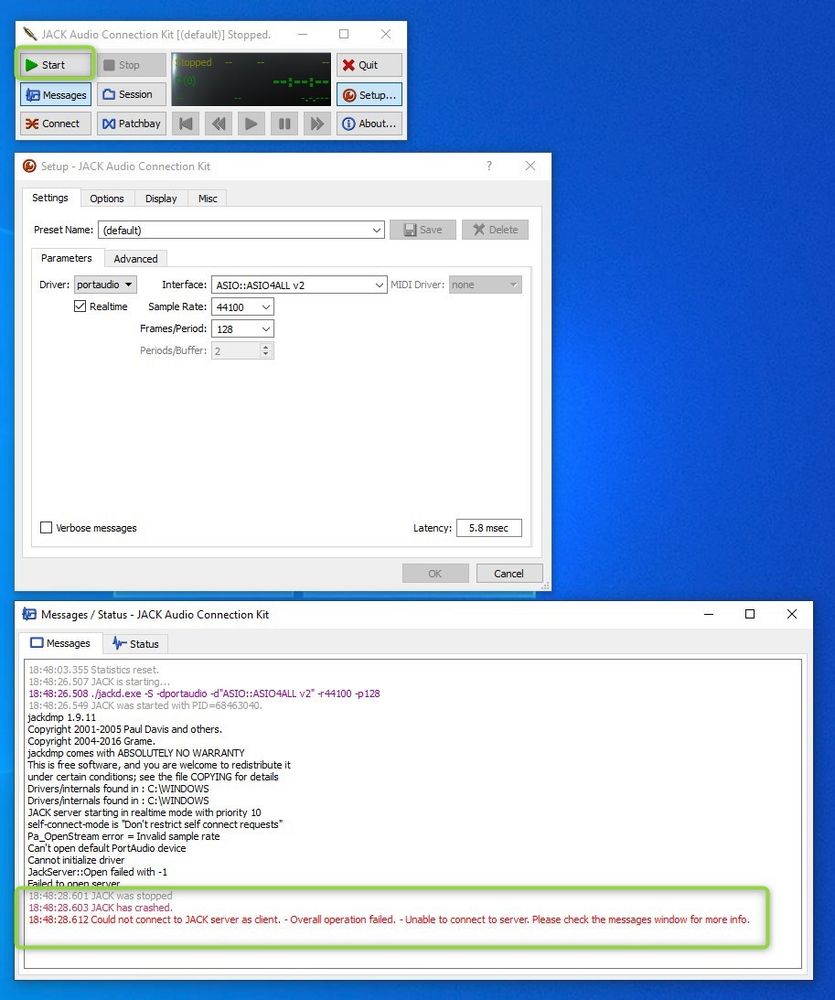 JACK Audio Connection Kit [(default)] Stopped.
Start
Stop
Stopped -- -- --
(0) --:--:--
-- -- -.-.---
Quit
Messages
Session
Setup...
Connect
Patchbay
About...
Setup - JACK Audio Connection Kit
?
Settings Options Display Misc
Preset Name: (default) Save Delete
Parameters Advanced
Driver: portaudio Interface: ASIO::ASIO4ALL v2 MIDI Driver: none
Realtime Sample Rate: 44100
Frames/Period: 128
Periods/Buffer: 2
Verbose messages Latency: 5.8 msec
OK Cancel
Messages / Status - JACK Audio Connection Kit
Messages Status
18:48:03.355 Statistics reset.
18:48:26.507 JACK is starting...
18:48:26.508 ./jackd.exe -S -dportaudio -d"ASIO::ASIO4ALL v2" -r44100 -p128
18:48:26.549 JACK was started with PID=68463040.
jackdmp 1.9.11
Copyright 2001-2005 Paul Davis and others.
Copyright 2004-2016 Grame.
jackdmp comes with ABSOLUTELY NO WARRANTY
This is free software, and you are welcome to redistribute it
under certain conditions; see the file COPYING for details
Drivers/internals found in : C:\WINDOWS
Drivers/internals found in : C:\WINDOWS
JACK server starting in realtime mode with priority 10
self-connect-mode is "Don't restrict self connect requests"
Pa_OpenStream error = Invalid sample rate
Can't open default PortAudio device
Cannot initialize driver
JackServer::Open failed with -1
Failed to open server
18:48:28.601 JACK was stopped
18:48:28.603 JACK has crashed.
18:48:28.612 Could not connect to JACK server as client. - Overall operation failed. - Unable to connect to server. Please check the messages window for more info.